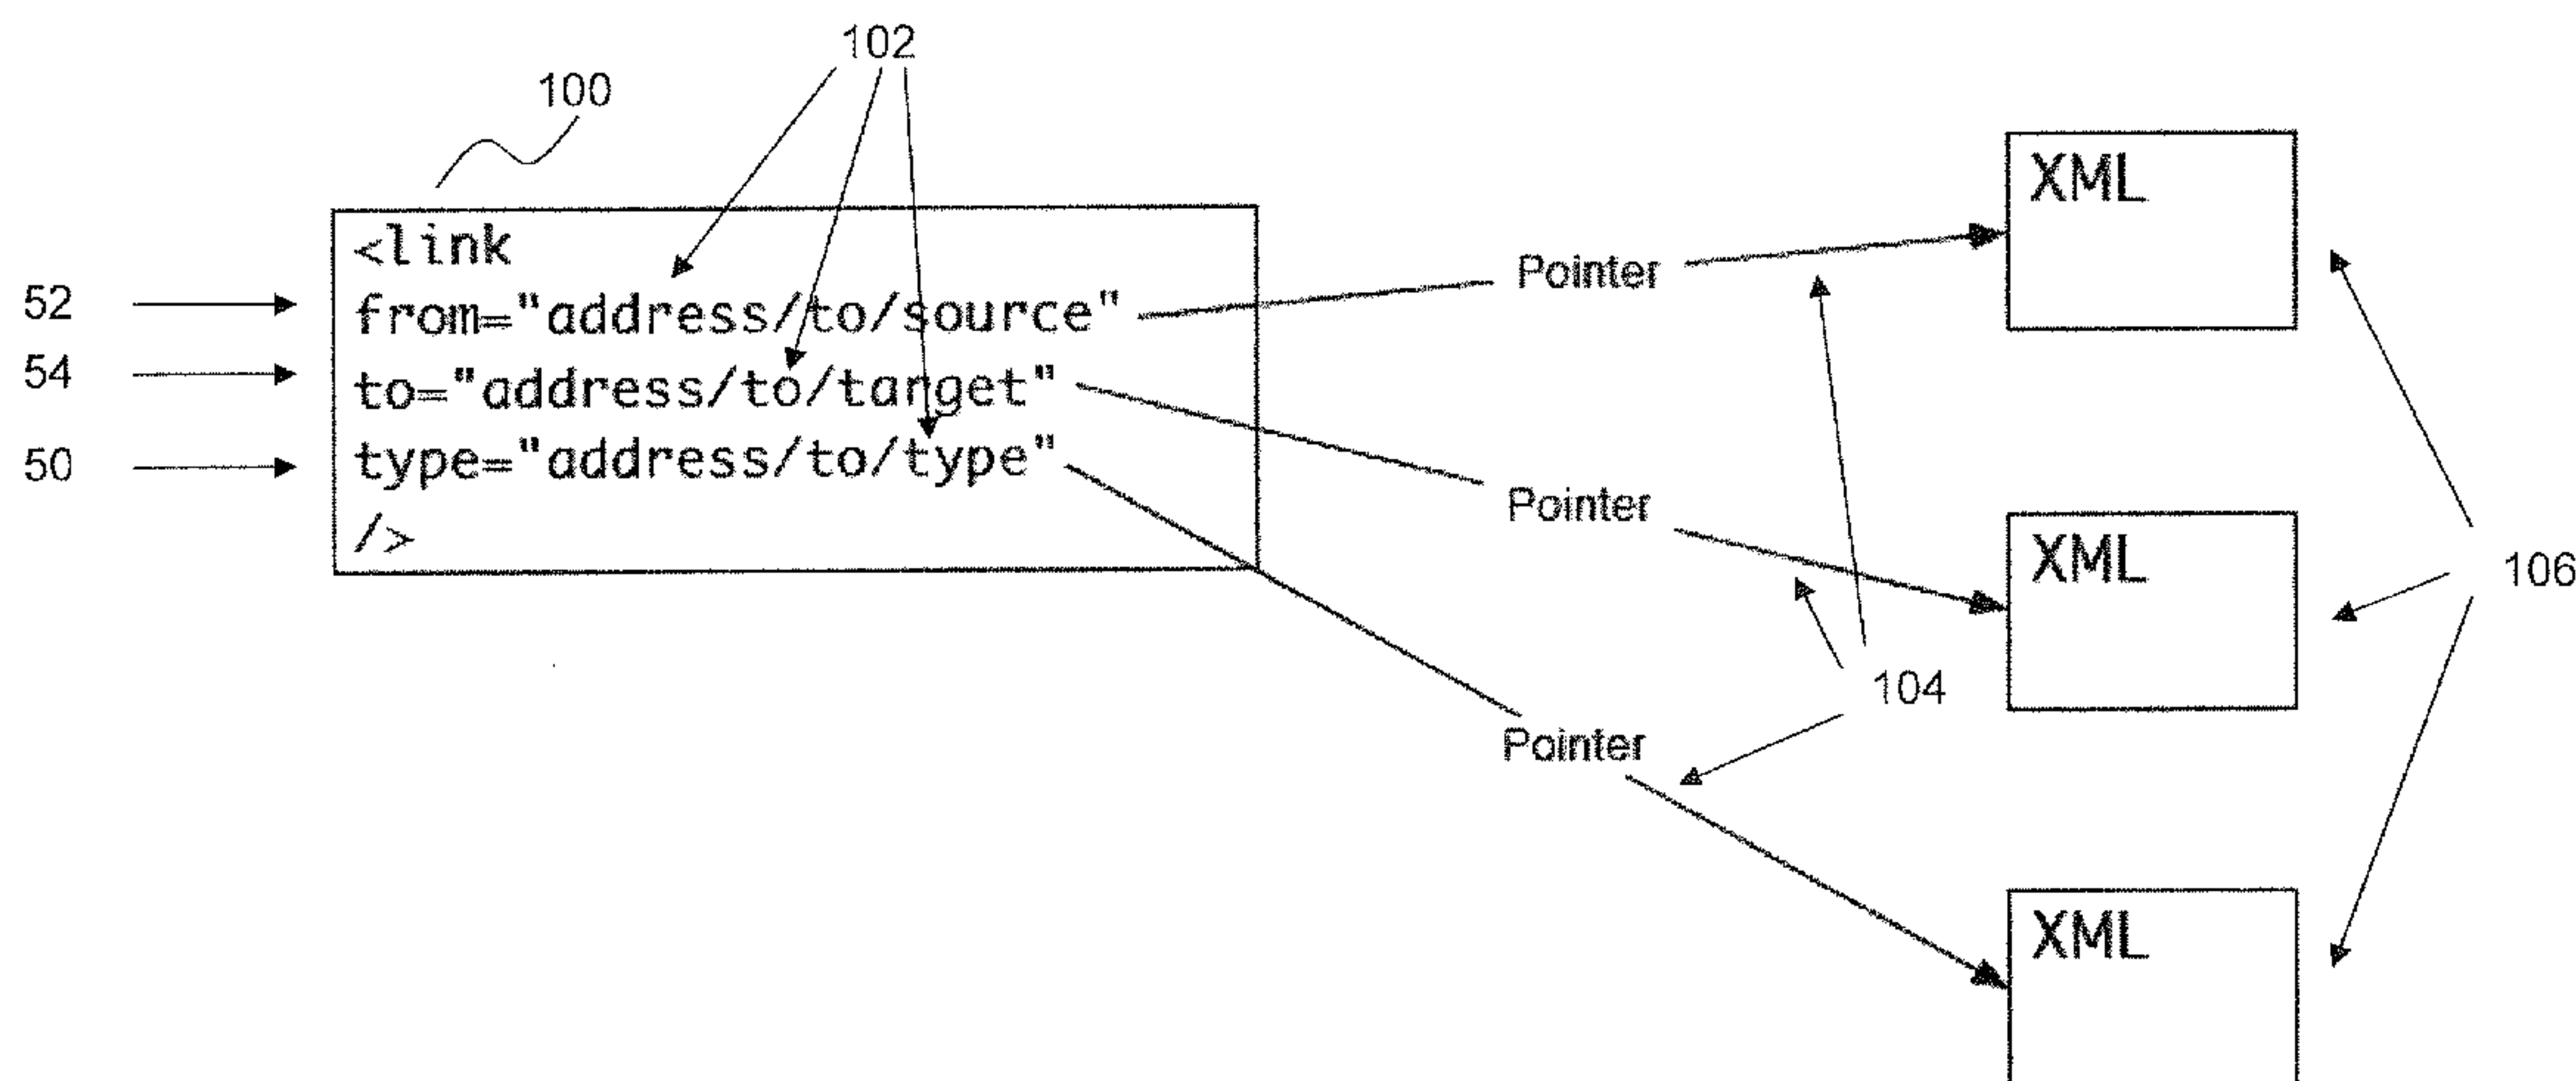 102
100
<link
52
from="address/to/source"
54
to="address/to/target"
50
type="address/to/type"
/>
Pointer
Pointer
Pointer
104
XML
XML
XML
106